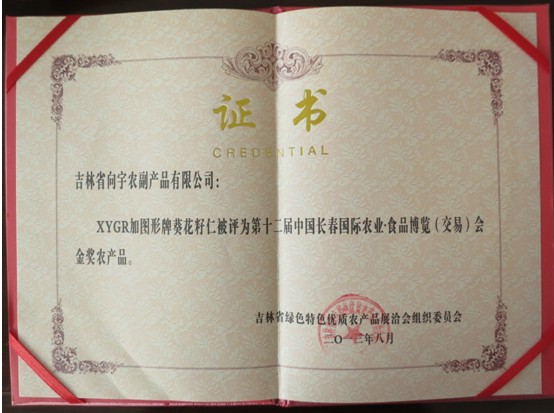 证书
CREDENTIAL
吉林省向宇农副产品有限公司：
XYGR加图形牌葵花籽仁被评为第十二届中国长春国际农业·食品博览（交易）会
金奖农产品。
吉林省绿色特色优质农产品展洽会组织委员会
二〇一三年八月